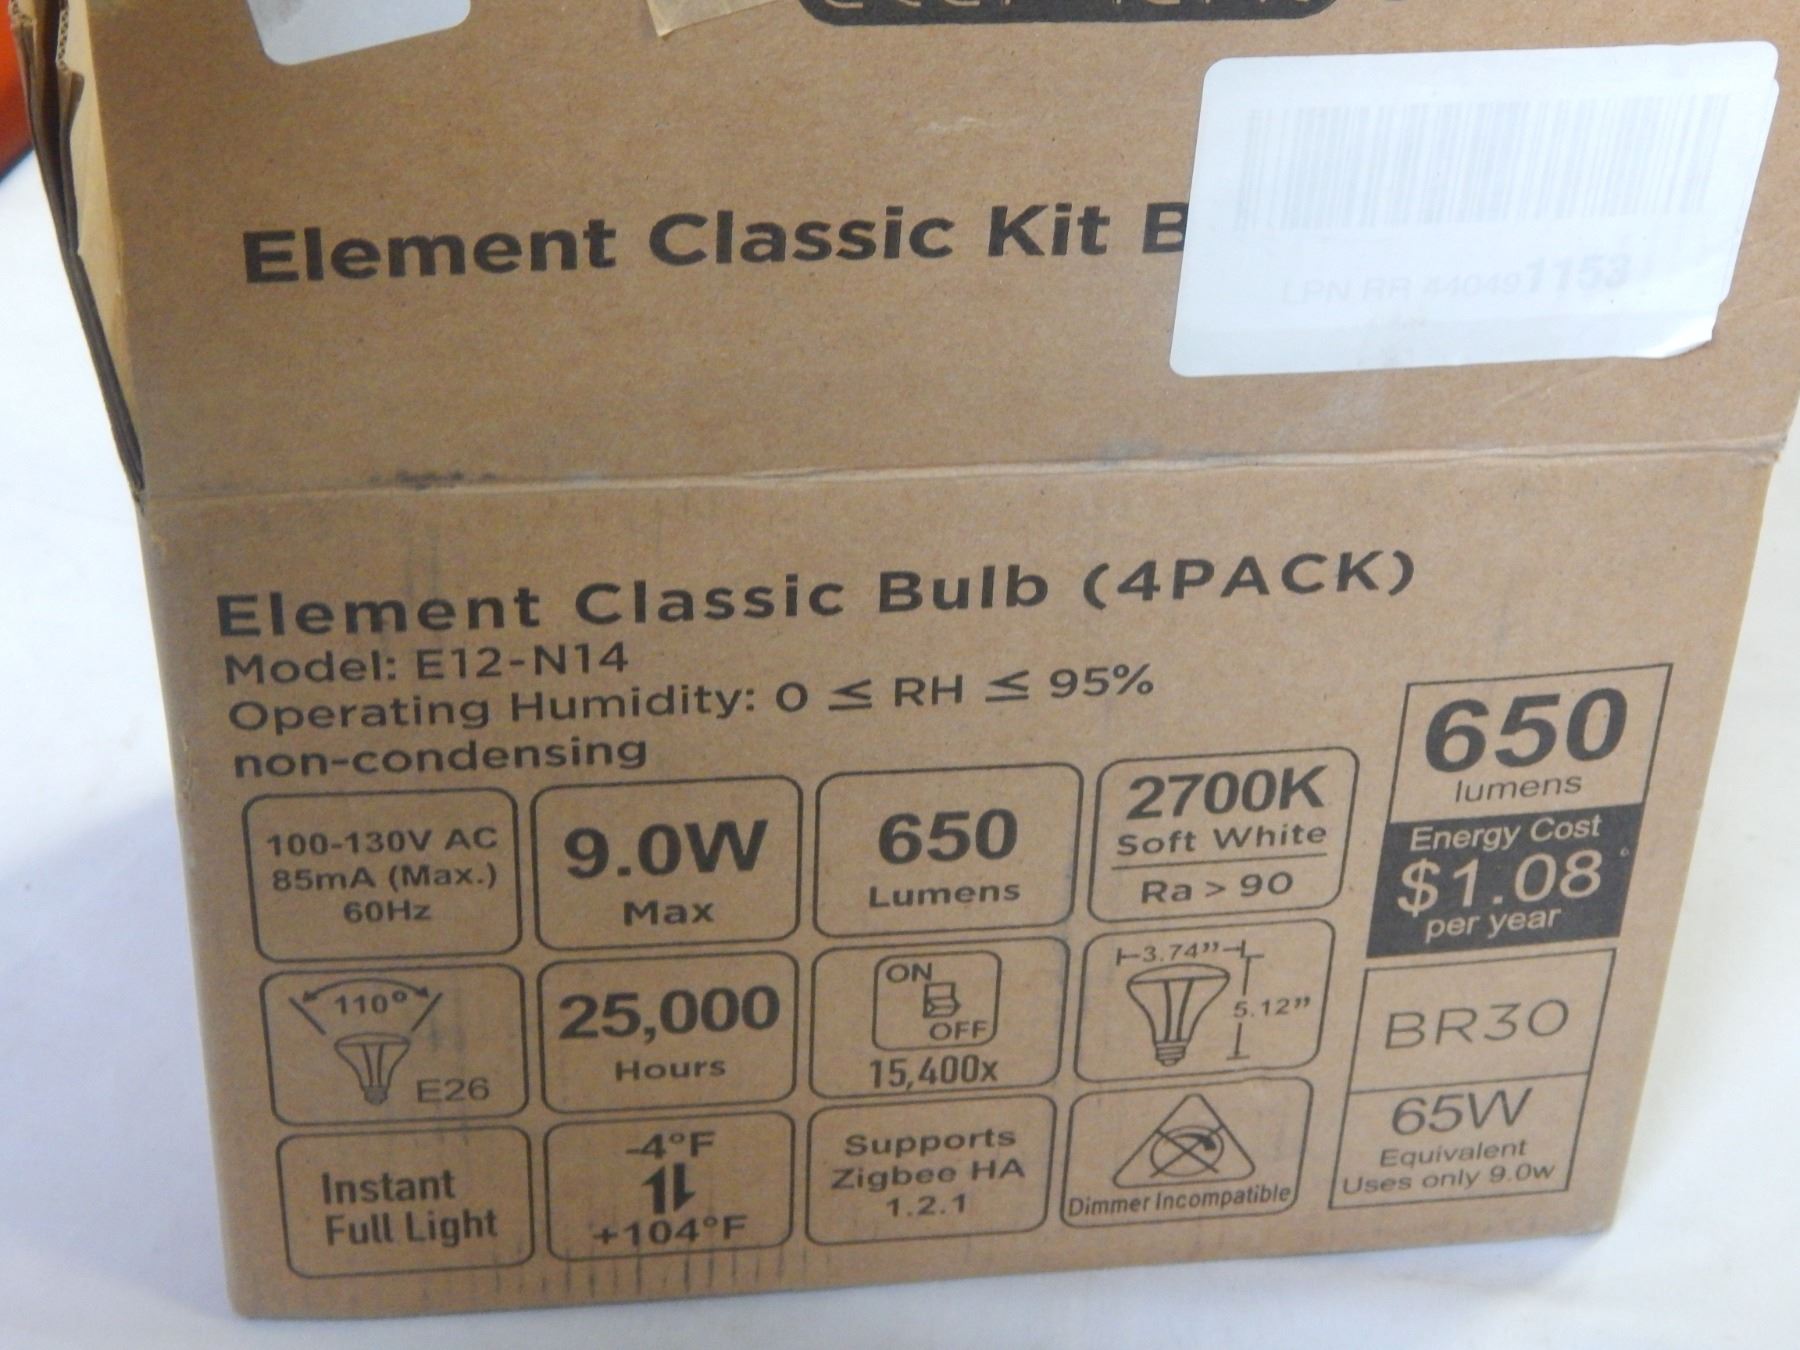 Element Classic Kit B
LPN RR 440491153
Element Classic Bulb (4PACK)
Model: E12-N14
Operating Humidity: 0 ≤ RH ≤ 95%
non-condensing
100-130V AC
85mA (Max.)
60Hz
9.0W
Max
650
Lumens
2700K
Soft White
Ra > 90
650
lumens
Energy Cost
$1.08
per year
110°
E26
25,000
Hours
ON
OFF
15,400x
3.74”
5.12”
BR30
65W
Equivalent
Uses only 9.0w
Instant
Full Light
-4°F
+104°F
Supports
Zigbee HA
1.2.1
Dimmer Incompatible